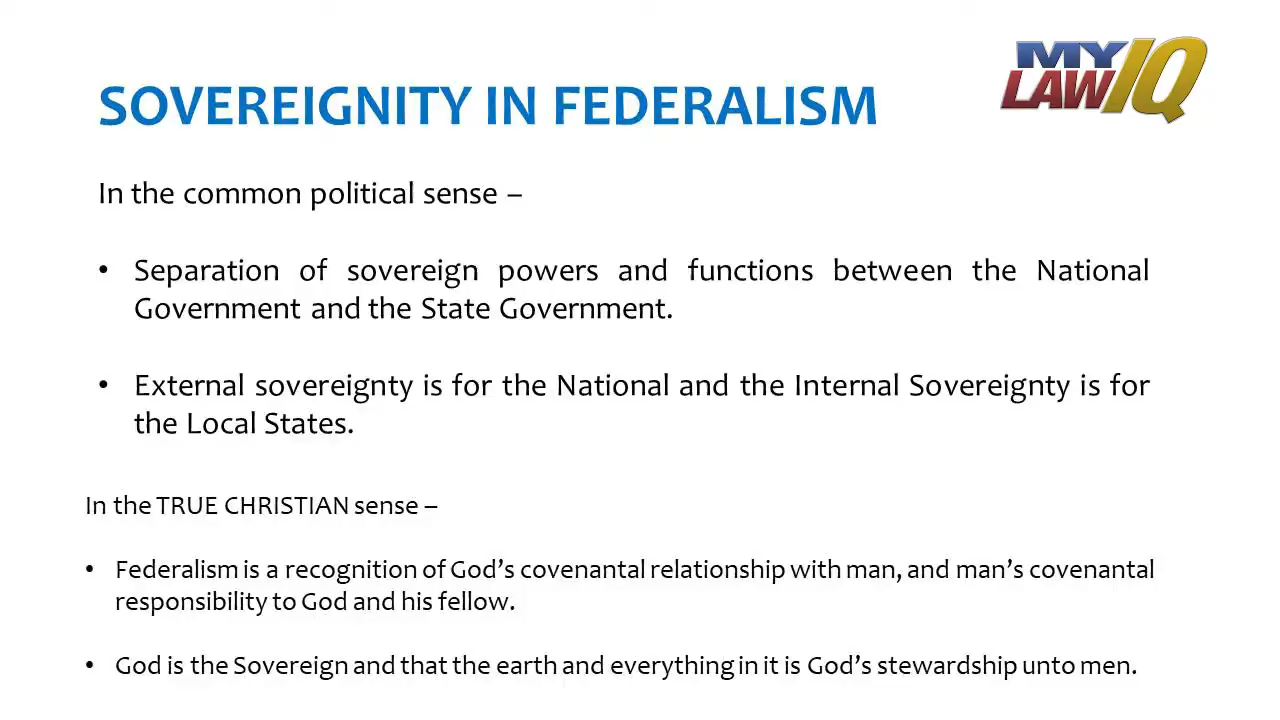 MY
LAW IQ
SOVEREIGNITY IN FEDERALISM
In the common political sense –
• Separation of sovereign powers and functions between the National
Government and the State Government.
• External sovereignty is for the National and the Internal Sovereignty is for
the Local States.
In the TRUE CHRISTIAN sense –
• Federalism is a recognition of God’s covenantal relationship with man, and man’s covenantal
responsibility to God and his fellow.
• God is the Sovereign and that the earth and everything in it is God’s stewardship unto men.